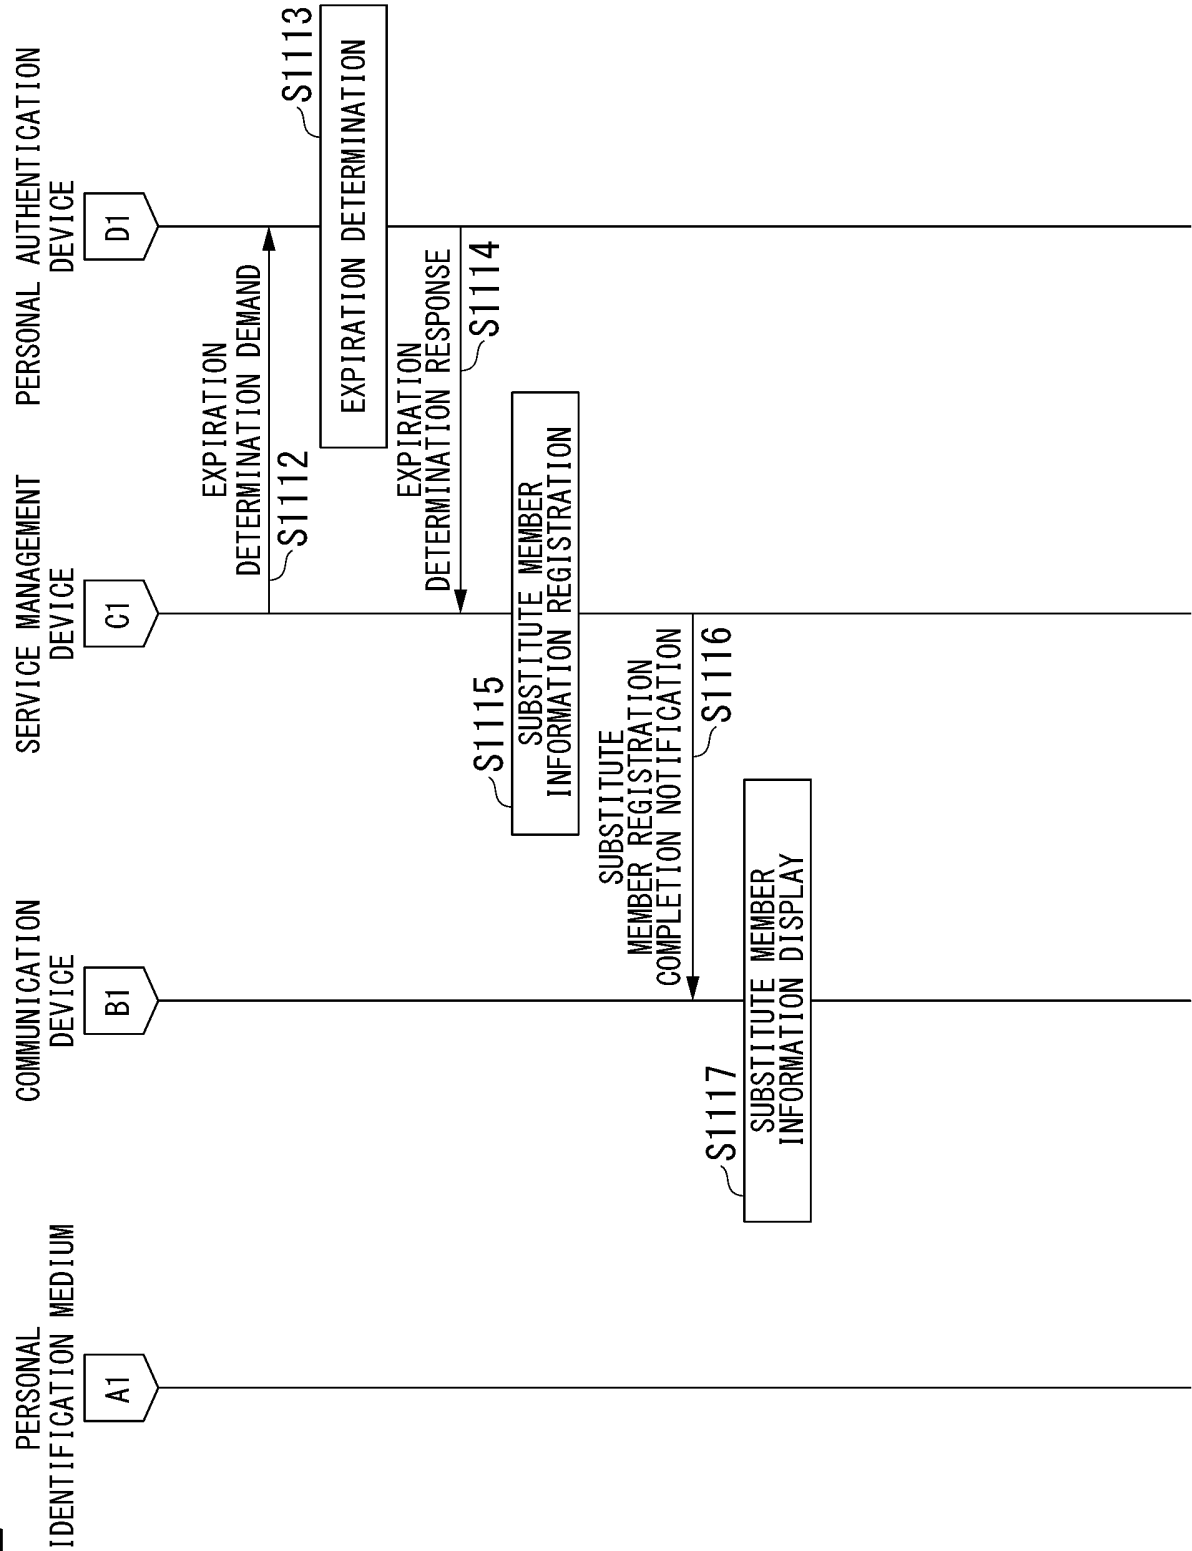 PERSONAL
IDENTIFICATION MEDIUM
A1
COMMUNICATION
DEVICE
B1
SERVICE MANAGEMENT
DEVICE
C1
PERSONAL AUTHENTICATION
DEVICE
D1
EXPIRATION
DETERMINATION DEMAND
S1112
S1113
EXPIRATION DETERMINATION
EXPIRATION
DETERMINATION RESPONSE
S1114
S1115
SUBSTITUTE MEMBER
INFORMATION REGISTRATION
SUBSTITUTE
MEMBER REGISTRATION
COMPLETION NOTIFICATION
S1116
S1117
SUBSTITUTE MEMBER
INFORMATION DISPLAY